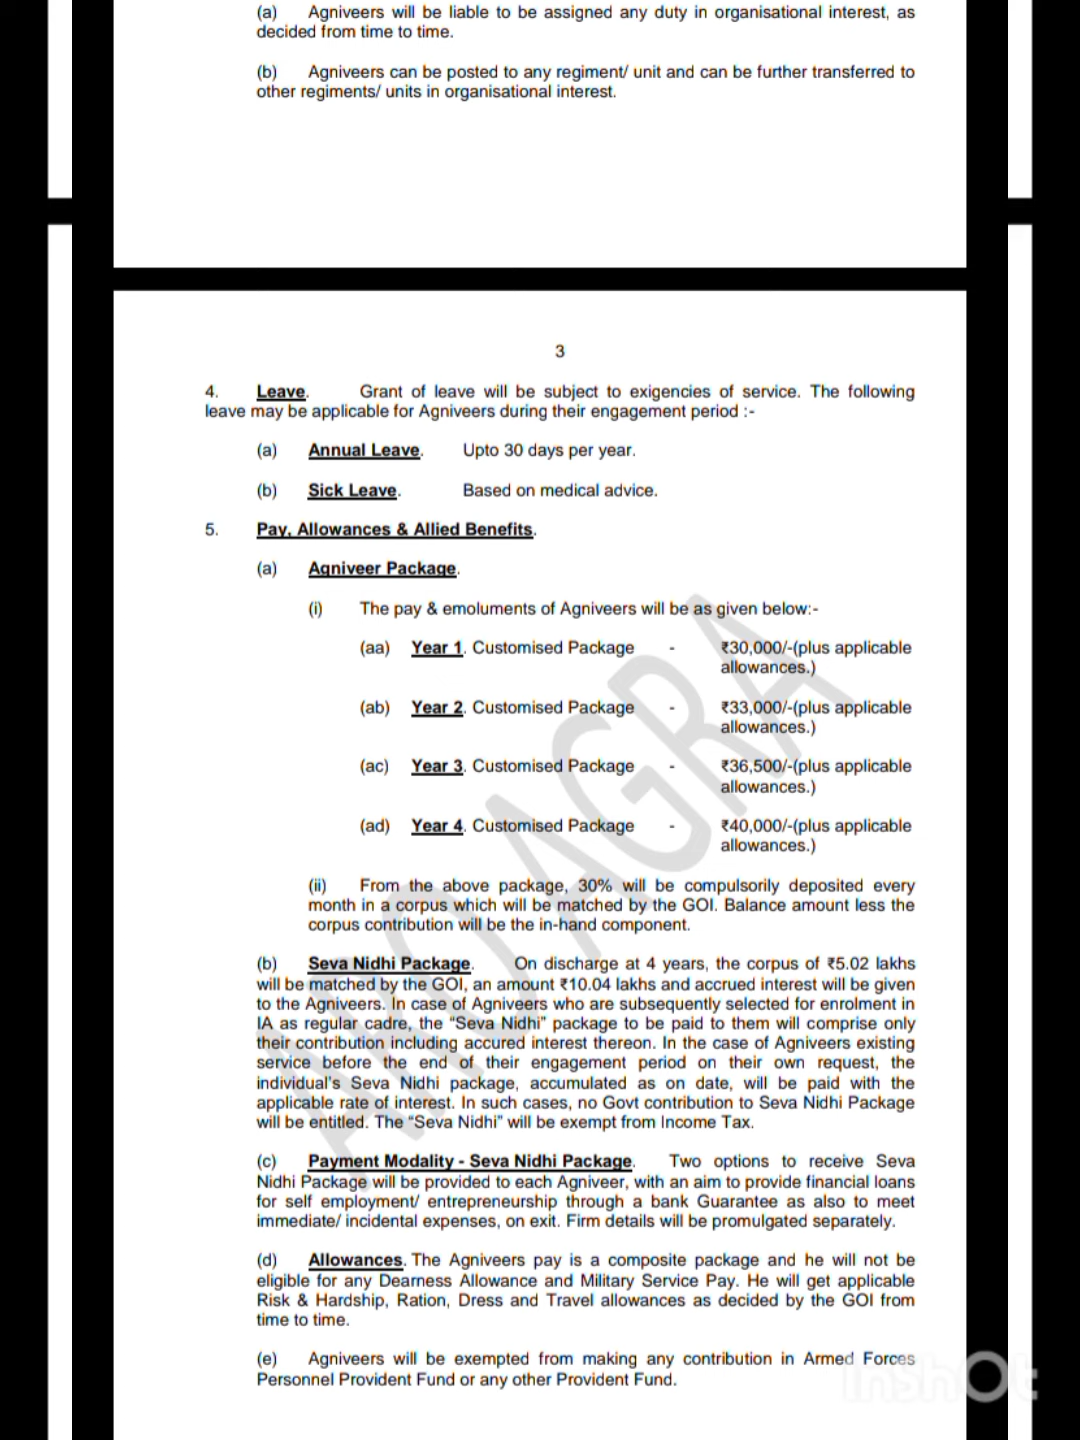 (a) Agniveers will be liable to be assigned any duty in organisational interest, as
decided from time to time.
(b) Agniveers can be posted to any regiment/ unit and can be further transferred to
other regiments/ units in organisational interest.
3
4. Leave. Grant of leave will be subject to exigencies of service. The following
leave may be applicable for Agniveers during their engagement period :-
(a) Annual Leave. Upto 30 days per year.
(b) Sick Leave. Based on medical advice.
5. Pay, Allowances & Allied Benefits.
(a) Agniveer Package.
(i) The pay & emoluments of Agniveers will be as given below:-
(aa) Year 1. Customised Package - ₹30,000/-(plus applicable
allowances.)
(ab) Year 2. Customised Package - ₹33,000/-(plus applicable
allowances.)
(ac) Year 3. Customised Package - ₹36,500/-(plus applicable
allowances.)
(ad) Year 4. Customised Package - ₹40,000/-(plus applicable
allowances.)
(ii) From the above package, 30% will be compulsorily deposited every
month in a corpus which will be matched by the GOI. Balance amount less the
corpus contribution will be the in-hand component.
(b) Seva Nidhi Package. On discharge at 4 years, the corpus of ₹5.02 lakhs
will be matched by the GOI, an amount ₹10.04 lakhs and accrued interest will be given
to the Agniveers. In case of Agniveers who are subsequently selected for enrolment in
IA as regular cadre, the “Seva Nidhi” package to be paid to them will comprise only
their contribution including accured interest thereon. In the case of Agniveers existing
service before the end of their engagement period on their own request, the
individual's Seva Nidhi package, accumulated as on date, will be paid with the
applicable rate of interest. In such cases, no Govt contribution to Seva Nidhi Package
will be entitled. The “Seva Nidhi” will be exempt from Income Tax.
(c) Payment Modality - Seva Nidhi Package. Two options to receive Seva
Nidhi Package will be provided to each Agniveer, with an aim to provide financial loans
for self employment/ entrepreneurship through a bank Guarantee as also to meet
immediate/ incidental expenses, on exit. Firm details will be promulgated separately.
(d) Allowances. The Agniveers pay is a composite package and he will not be
eligible for any Dearness Allowance and Military Service Pay. He will get applicable
Risk & Hardship, Ration, Dress and Travel allowances as decided by the GOI from
time to time.
(e) Agniveers will be exempted from making any contribution in Armed Forces
Personnel Provident Fund or any other Provident Fund.
ARO AGRA
InshOt